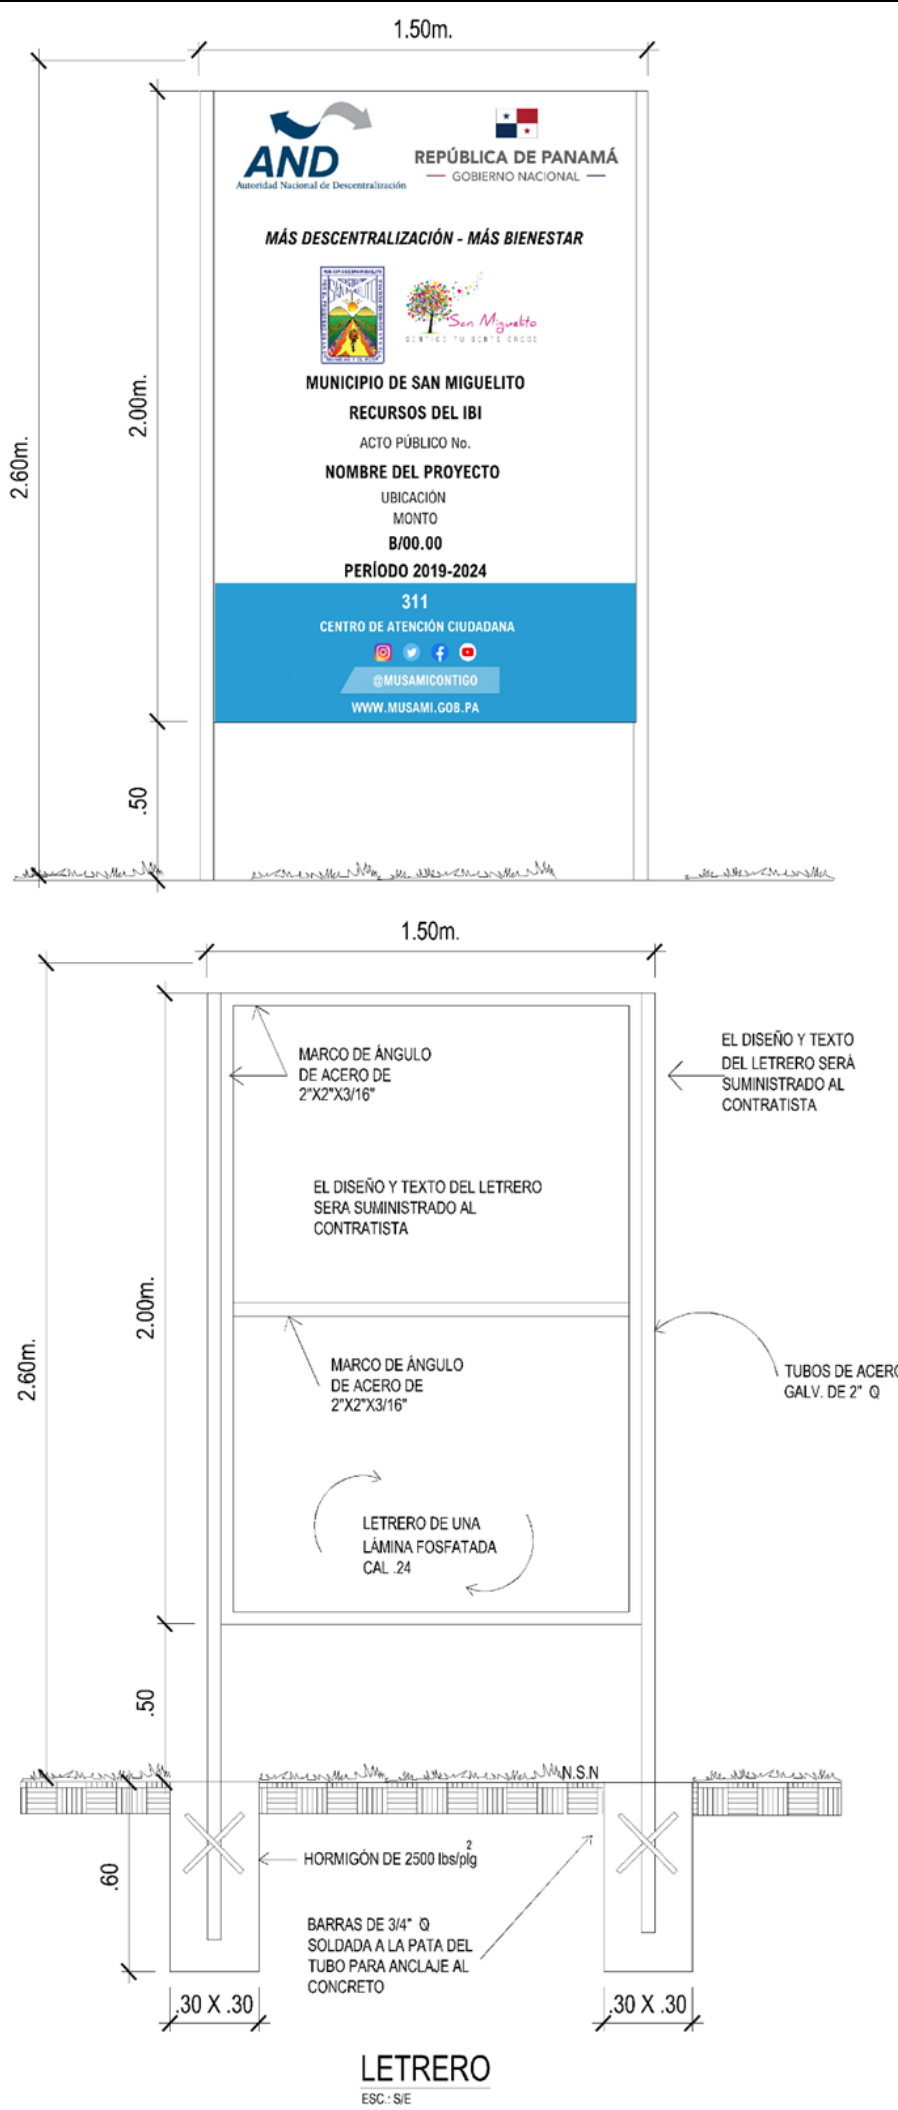 1.50m.
AND
Autoridad Nacional de Descentralización
REPÚBLICA DE PANAMÁ
GOBIERNO NACIONAL
MÁS DESCENTRALIZACIÓN - MÁS BIENESTAR
SAN MIGUELITO
San Miguelito
CONTIGO TU GENTE CRECE
MUNICIPIO DE SAN MIGUELITO
RECURSOS DEL IBI
ACTO PÚBLICO No.
NOMBRE DEL PROYECTO
UBICACIÓN
MONTO
B/00.00
PERÍODO 2019-2024
311
CENTRO DE ATENCIÓN CIUDADANA
@MUSAMICONTIGO
WWW.MUSAMI.GOB.PA
2.00m.
2.60m.
.50
1.50m.
MARCO DE ÁNGULO
DE ACERO DE
2"X2"X3/16"
EL DISEÑO Y TEXTO
DEL LETRERO SERÁ
SUMINISTRADO AL
CONTRATISTA
EL DISEÑO Y TEXTO DEL LETRERO
SERA SUMINISTRADO AL
CONTRATISTA
2.00m.
2.60m.
MARCO DE ÁNGULO
DE ACERO DE
2"X2"X3/16"
TUBOS DE ACERO
GALV. DE 2" Q
LETRERO DE UNA
LÁMINA FOSFATADA
CAL .24
.50
N.S.N
HORMIGÓN DE 2500 lbs/plg²
.60
BARRAS DE 3/4" Q
SOLDADA A LA PATA DEL
TUBO PARA ANCLAJE AL
CONCRETO
.30 X .30
.30 X .30
LETRERO
ESC.: S/E